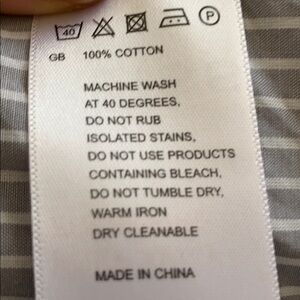 40 P
GB 100% COTTON
MACHINE WASH
AT 40 DEGREES,
DO NOT RUB
ISOLATED STAINS,
DO NOT USE PRODUCTS
CONTAINING BLEACH,
DO NOT TUMBLE DRY,
WARM IRON
DRY CLEANABLE
MADE IN CHINA